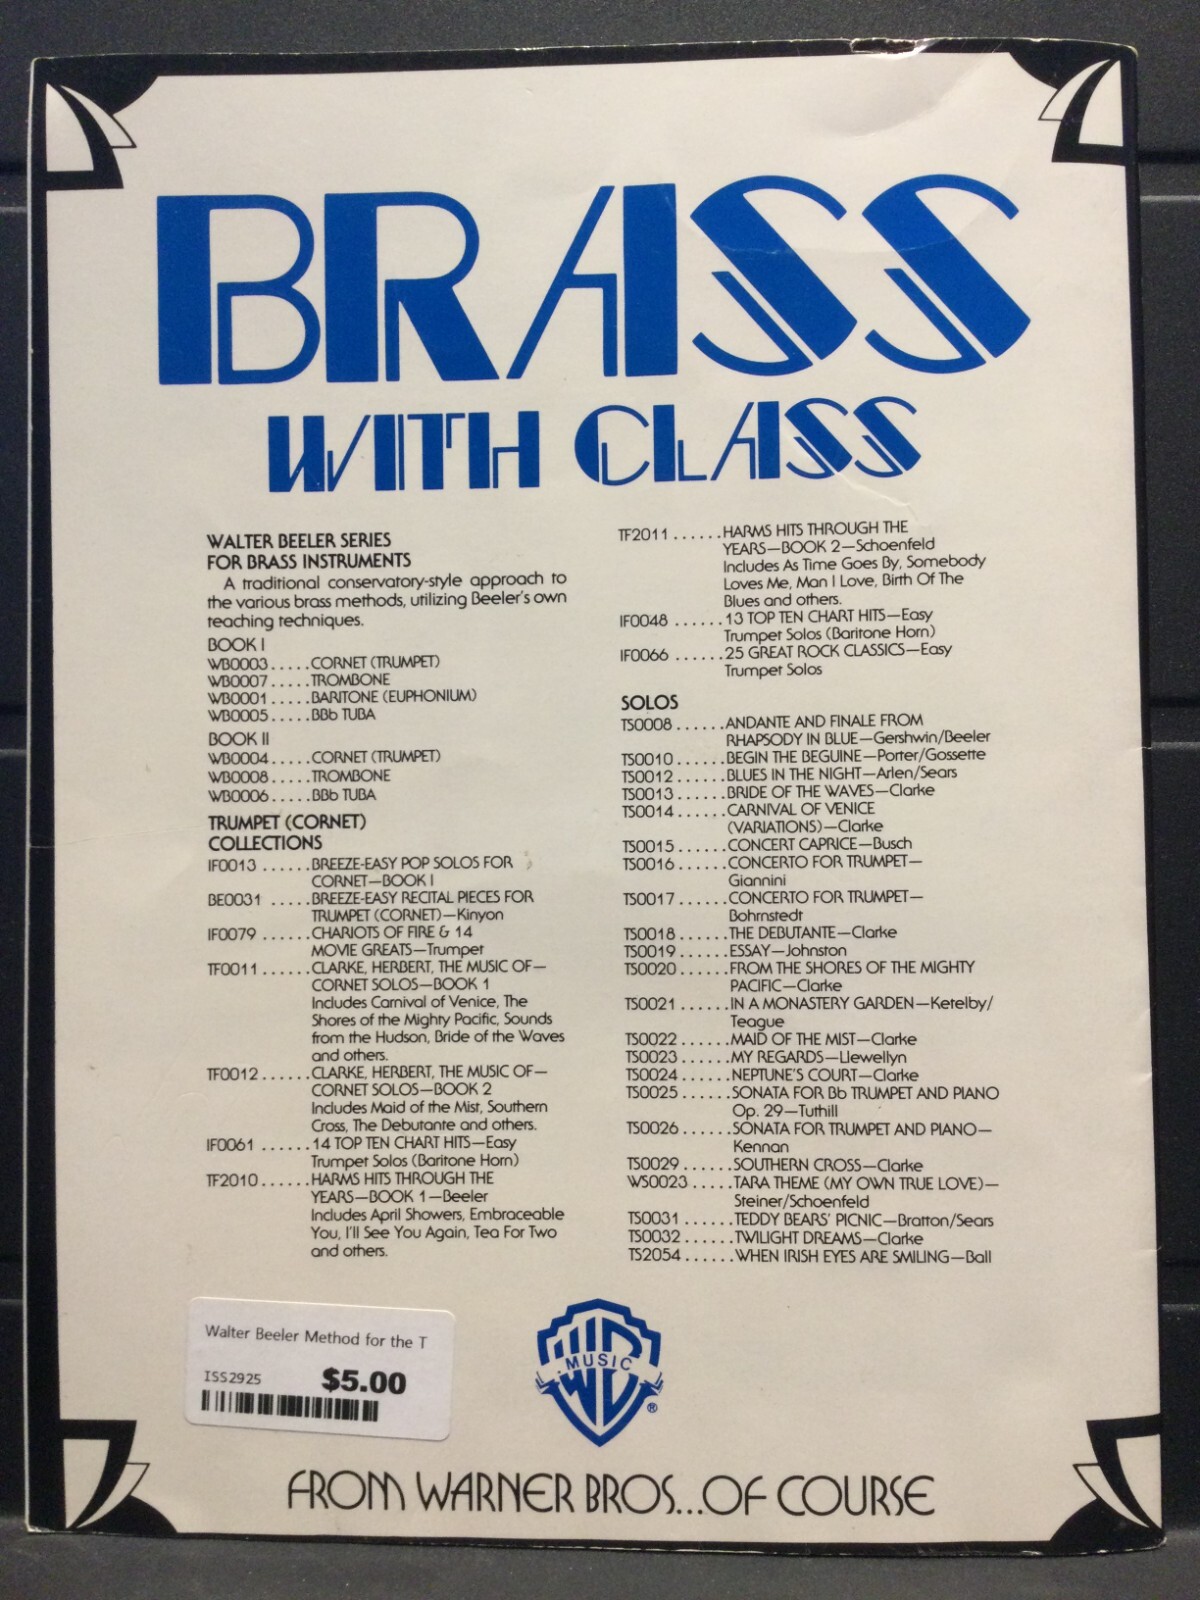 BRASS
WITH CLASS
WALTER BEELER SERIES
FOR BRASS INSTRUMENTS
A traditional conservatory-style approach to
the various brass methods, utilizing Beeler's own
teaching techniques.
BOOK I
WB0003.....CORNET (TRUMPET)
WB0007.....TROMBONE
WB0001.....BARITONE (EUPHONIUM)
WB0005.....BBb TUBA
BOOK II
WB0004.....CORNET (TRUMPET)
WB0008.....TROMBONE
WB0006.....BBb TUBA
TRUMPET (CORNET)
COLLECTIONS
IF0013......BREEZE-EASY POP SOLOS FOR
CORNET—BOOK I
BE0031.....BREEZE-EASY RECITAL PIECES FOR
TRUMPET (CORNET)—Kinyon
IF0079......CHARIOTS OF FIRE & 14
MOVIE GREATS—Trumpet
TF0011......CLARKE, HERBERT, THE MUSIC OF—
CORNET SOLOS—BOOK 1
Includes Carnival of Venice, The
Shores of the Mighty Pacific, Sounds
from the Hudson, Bride of the Waves
and others.
TF0012......CLARKE, HERBERT, THE MUSIC OF—
CORNET SOLOS—BOOK 2
Includes Maid of the Mist, Southern
Cross, The Debutante and others.
IF0061......14 TOP TEN CHART HITS—Easy
Trumpet Solos (Baritone Horn)
TF2010......HARMS HITS THROUGH THE
YEARS—BOOK 1—Beeler
Includes April Showers, Embraceable
You, I'll See You Again, Tea For Two
and others.
TF2011......HARMS HITS THROUGH THE
YEARS—BOOK 2—Schoenfeld
Includes As Time Goes By, Somebody
Loves Me, Man I Love, Birth Of The
Blues and others.
IF0048......13 TOP TEN CHART HITS—Easy
Trumpet Solos (Baritone Horn)
IF0066......25 GREAT ROCK CLASSICS—Easy
Trumpet Solos
SOLOS
TS0008......ANDANTE AND FINALE FROM
RHAPSODY IN BLUE—Gershwin/Beeler
TS0010......BEGIN THE BEGUINE—Porter/Gossette
TS0012......BLUES IN THE NIGHT—Arlen/Sears
TS0013......BRIDE OF THE WAVES—Clarke
TS0014......CARNIVAL OF VENICE
(VARIATIONS)—Clarke
TS0015......CONCERT CAPRICE—Busch
TS0016......CONCERTO FOR TRUMPET—
Giannini
TS0017......CONCERTO FOR TRUMPET—
Bohrnstedt
TS0018......THE DEBUTANTE—Clarke
TS0019......ESSAY—Johnston
TS0020......FROM THE SHORES OF THE MIGHTY
PACIFIC—Clarke
TS0021......IN A MONASTERY GARDEN—Ketelby/
Teague
TS0022......MAID OF THE MIST—Clarke
TS0023......MY REGARDS—Llewellyn
TS0024......NEPTUNE'S COURT—Clarke
TS0025......SONATA FOR Bb TRUMPET AND PIANO
Op. 29—Tuthill
TS0026......SONATA FOR TRUMPET AND PIANO—
Kennan
TS0029......SOUTHERN CROSS—Clarke
WS0023.....TARA THEME (MY OWN TRUE LOVE)—
Steiner/Schoenfeld
TS0031......TEDDY BEARS' PICNIC—Bratton/Sears
TS0032......TWILIGHT DREAMS—Clarke
TS2054......WHEN IRISH EYES ARE SMILING—Ball
Walter Beeler Method for the T
ISS2925 $5.00
WB
MUSIC
®
FROM WARNER BROS...OF COURSE